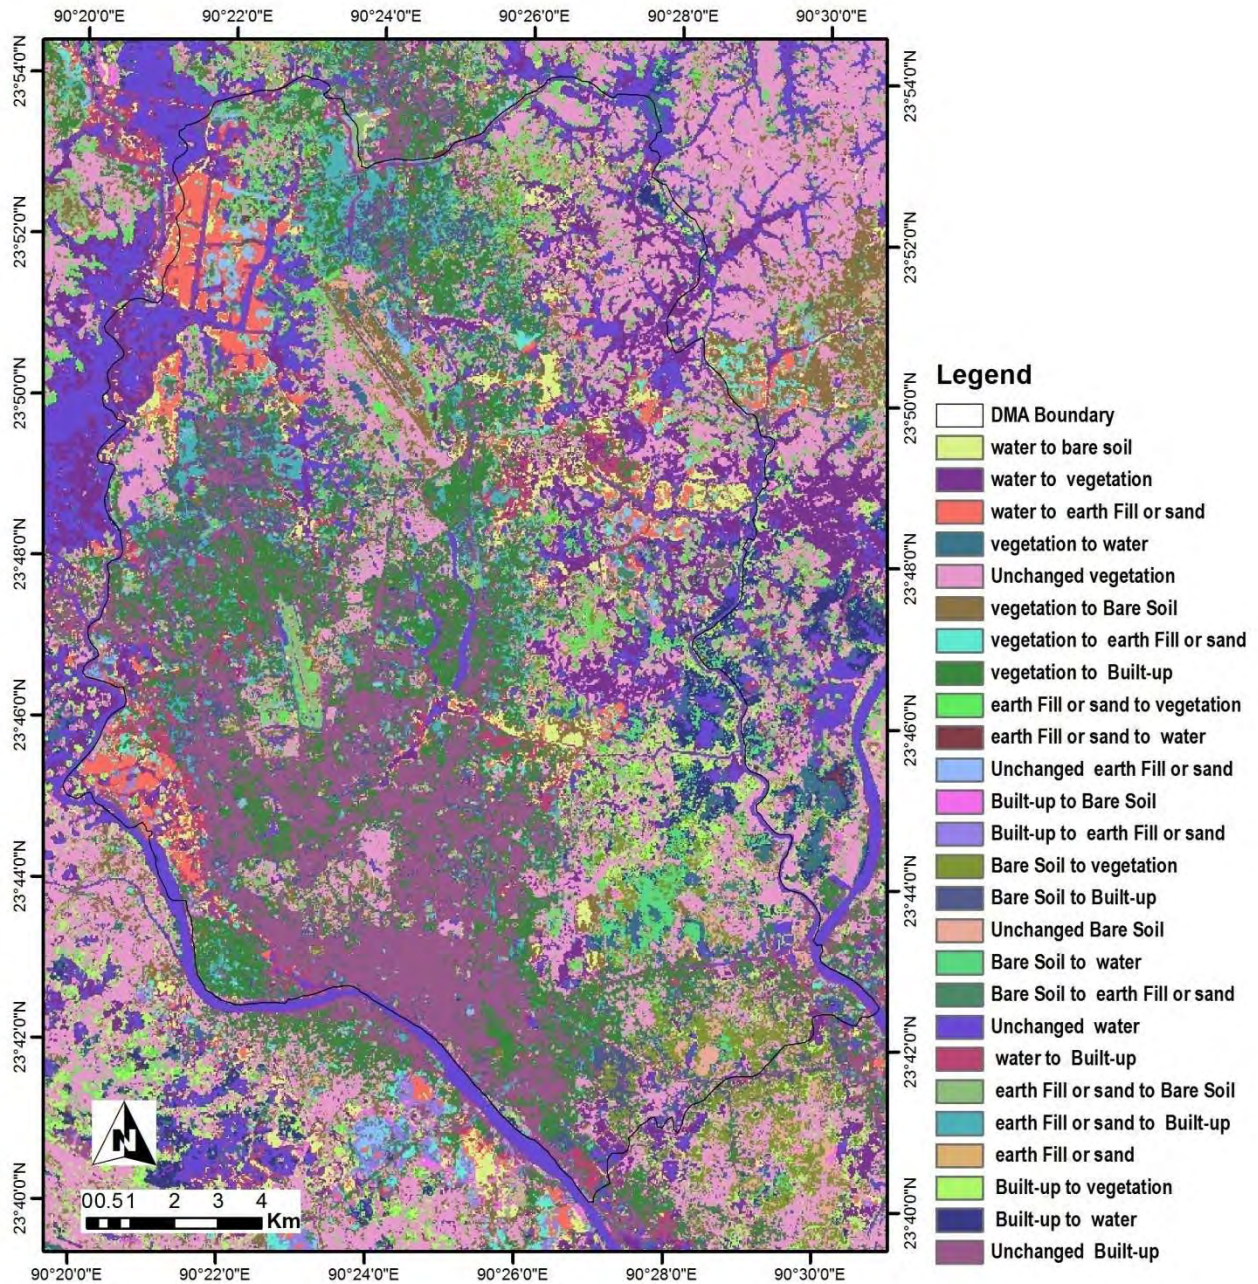 90°20'0"E 90°22'0"E 90°24'0"E 90°26'0"E 90°28'0"E 90°30'0"E
23°54'0"N 23°54'0"N
23°52'0"N 23°52'0"N
23°50'0"N 23°50'0"N
23°48'0"N 23°48'0"N
23°46'0"N 23°46'0"N
23°44'0"N 23°44'0"N
23°42'0"N 23°42'0"N
23°40'0"N 23°40'0"N
Legend
DMA Boundary
water to bare soil
water to vegetation
water to earth Fill or sand
vegetation to water
Unchanged vegetation
vegetation to Bare Soil
vegetation to earth Fill or sand
vegetation to Built-up
earth Fill or sand to vegetation
earth Fill or sand to water
Unchanged earth Fill or sand
Built-up to Bare Soil
Built-up to earth Fill or sand
Bare Soil to vegetation
Bare Soil to Built-up
Unchanged Bare Soil
Bare Soil to water
Bare Soil to earth Fill or sand
Unchanged water
water to Built-up
earth Fill or sand to Bare Soil
earth Fill or sand to Built-up
earth Fill or sand
Built-up to vegetation
Built-up to water
Unchanged Built-up
N
0 0.5 1 2 3 4
Km
90°20'0"E 90°22'0"E 90°24'0"E 90°26'0"E 90°28'0"E 90°30'0"E